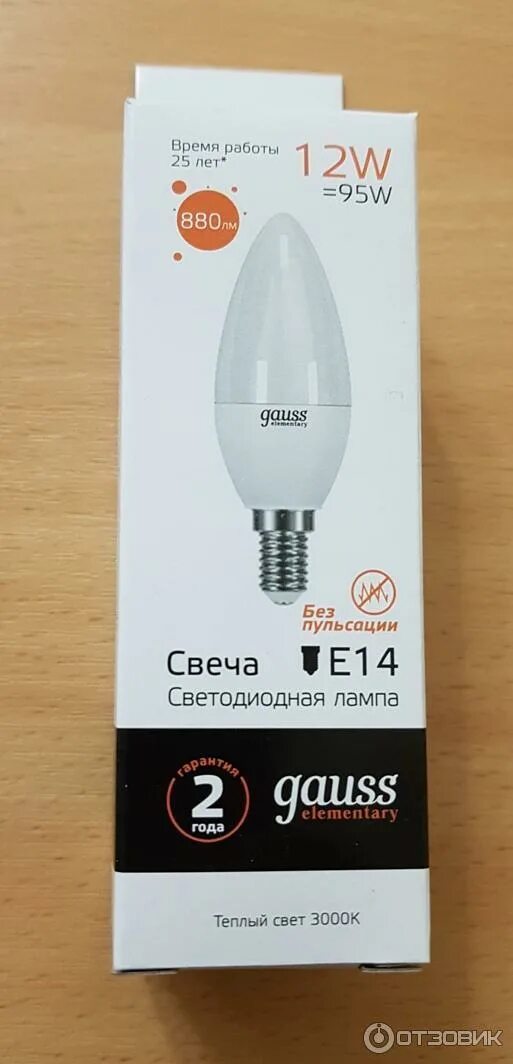 Время работы
25 лет*
12W
=95W
880лм
gauss
elementary
Без
пульсации
Свеча E14
Светодиодная лампа
гарантия
2
года
gauss
elementary
Теплый свет 3000К
ОТЗОВИК